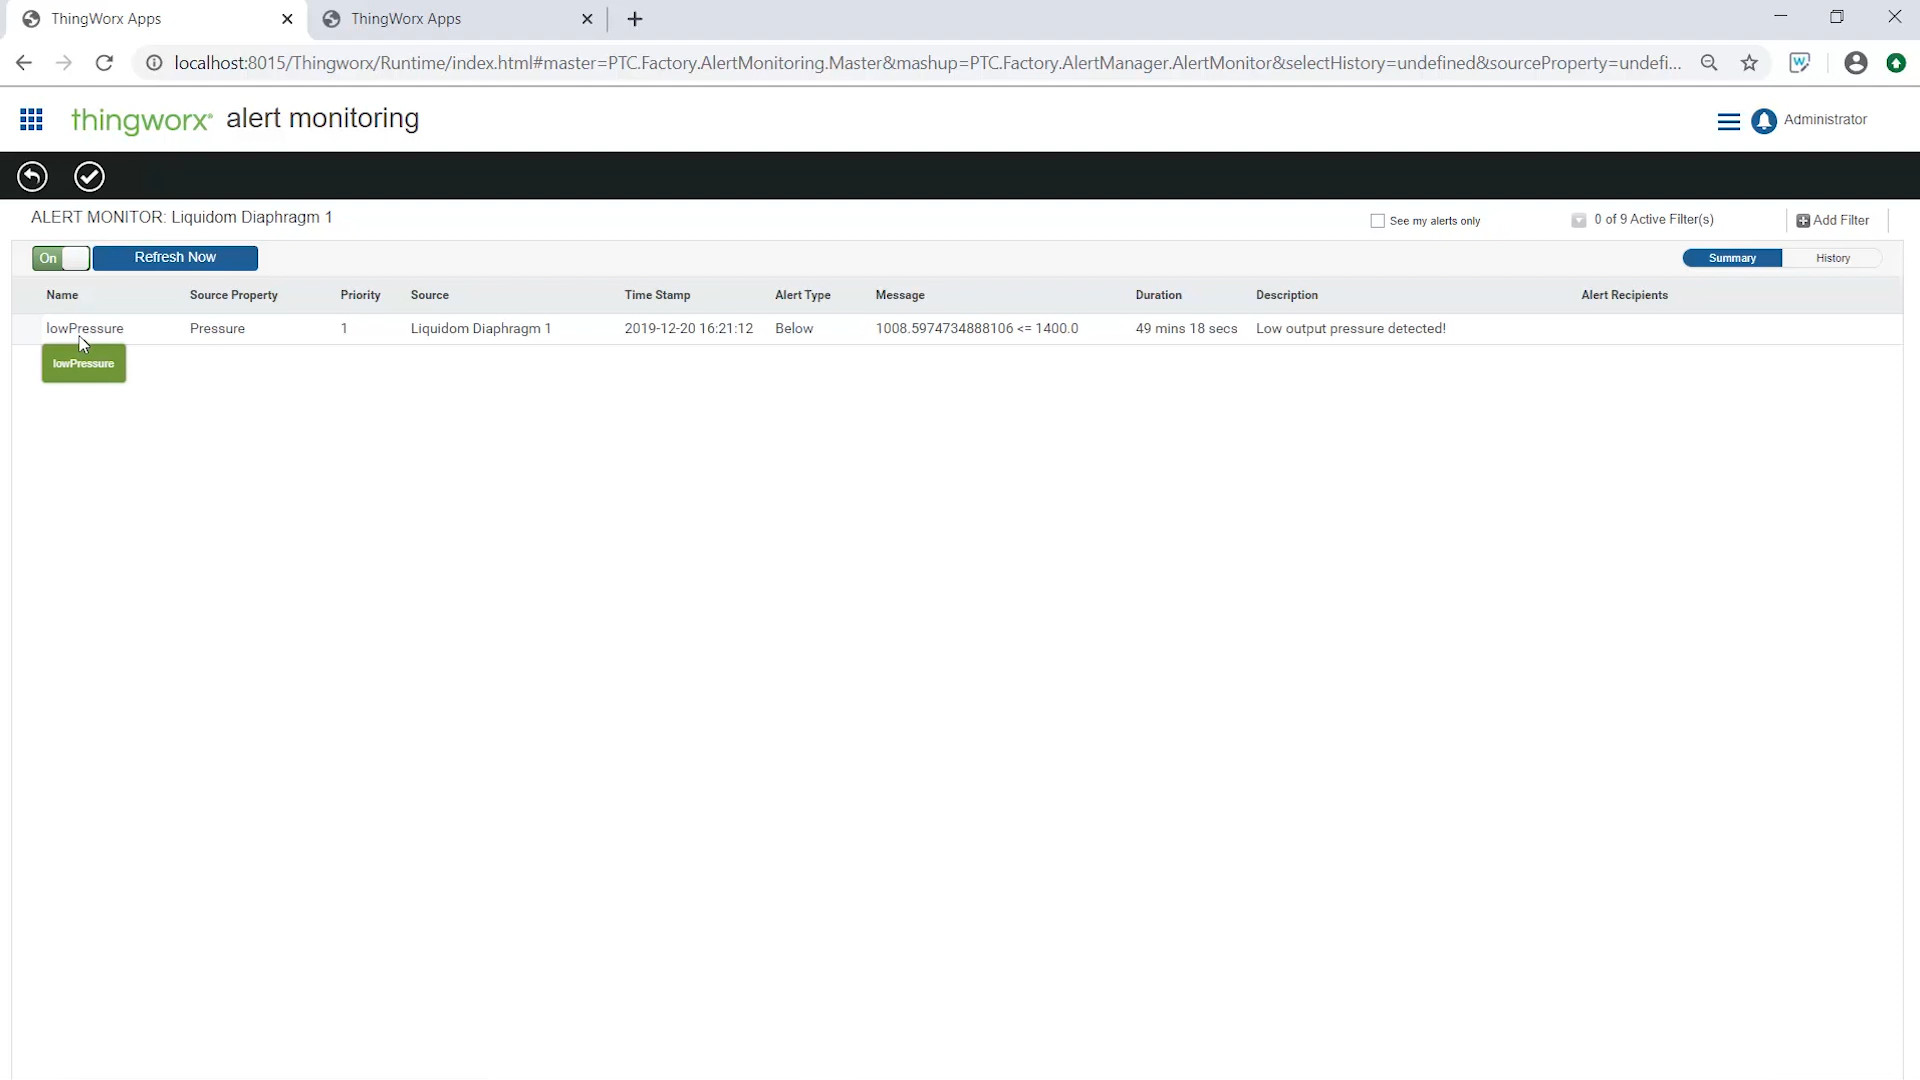 ThingWorx Apps
ThingWorx Apps
localhost:8015/Thingworx/Runtime/index.html#master=PTC.Factory.AlertMonitoring.Master&mashup=PTC.Factory.AlertManager.AlertMonitor&selectHistory=undefined&sourceProperty=undefi...
thingworx® alert monitoring
Administrator
ALERT MONITOR: Liquidom Diaphragm 1
See my alerts only
0 of 9 Active Filter(s)
Add Filter
On
Refresh Now
Summary
History
Name Source Property Priority Source Time Stamp Alert Type Message Duration Description Alert Recipients
lowPressure Pressure 1 Liquidom Diaphragm 1 2019-12-20 16:21:12 Below 1008.5974734888106 <= 1400.0 49 mins 18 secs Low output pressure detected!
lowPressure